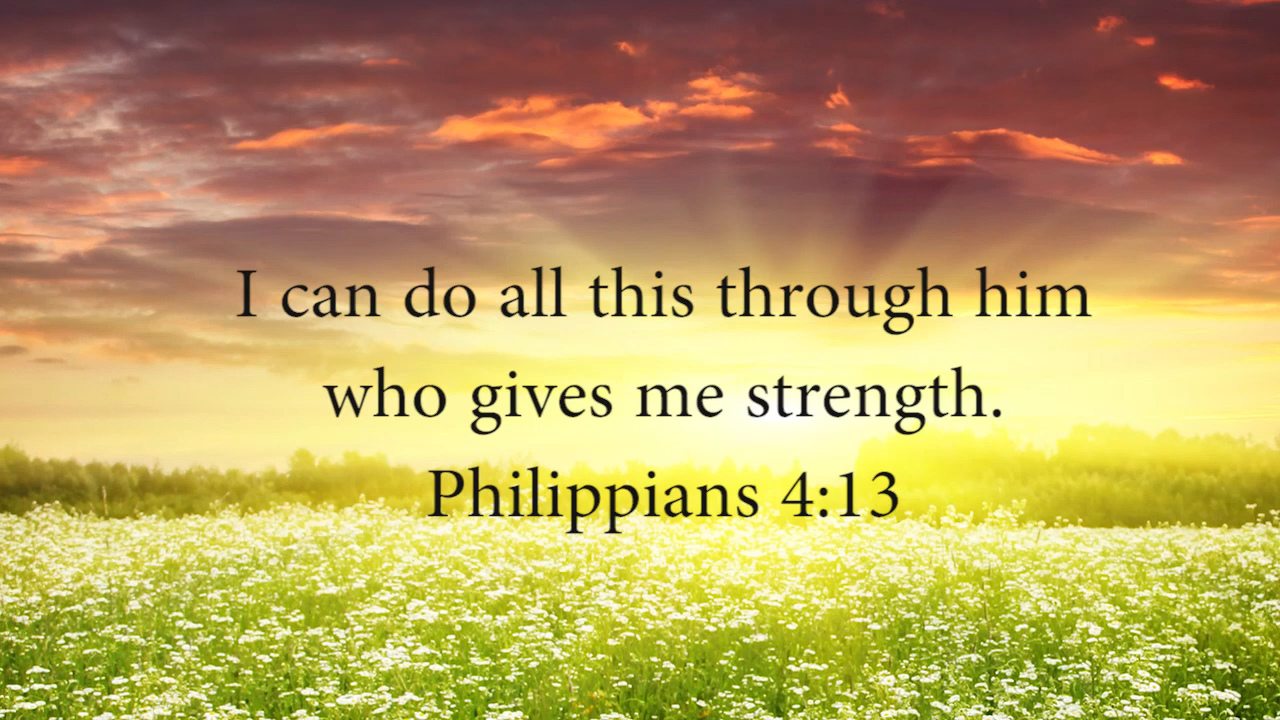 I can do all this through him
who gives me strength.
Philippians 4:13